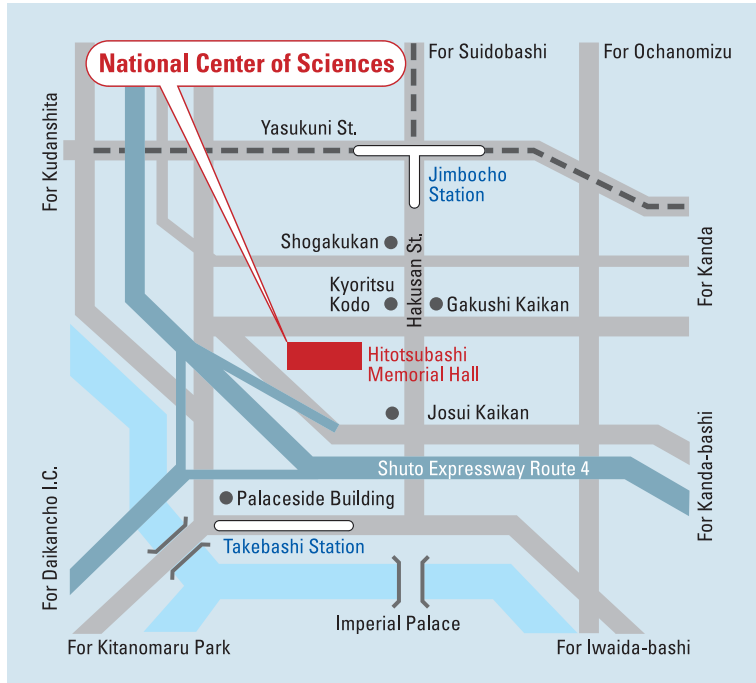 For Suidobashi
For Ochanomizu
National Center of Sciences
For Kudanshita
Yasukuni St.
Jimbocho
Station
Shogakukan
Hakusan St.
For Kanda
Kyoritsu
Kodo
Gakushi Kaikan
Hitotsubashi
Memorial Hall
Josui Kaikan
Shuto Expressway Route 4
For Kanda-bashi
For Daikancho I.C.
Palaceside Building
Takebashi Station
Imperial Palace
For Kitanomaru Park
For Iwaida-bashi